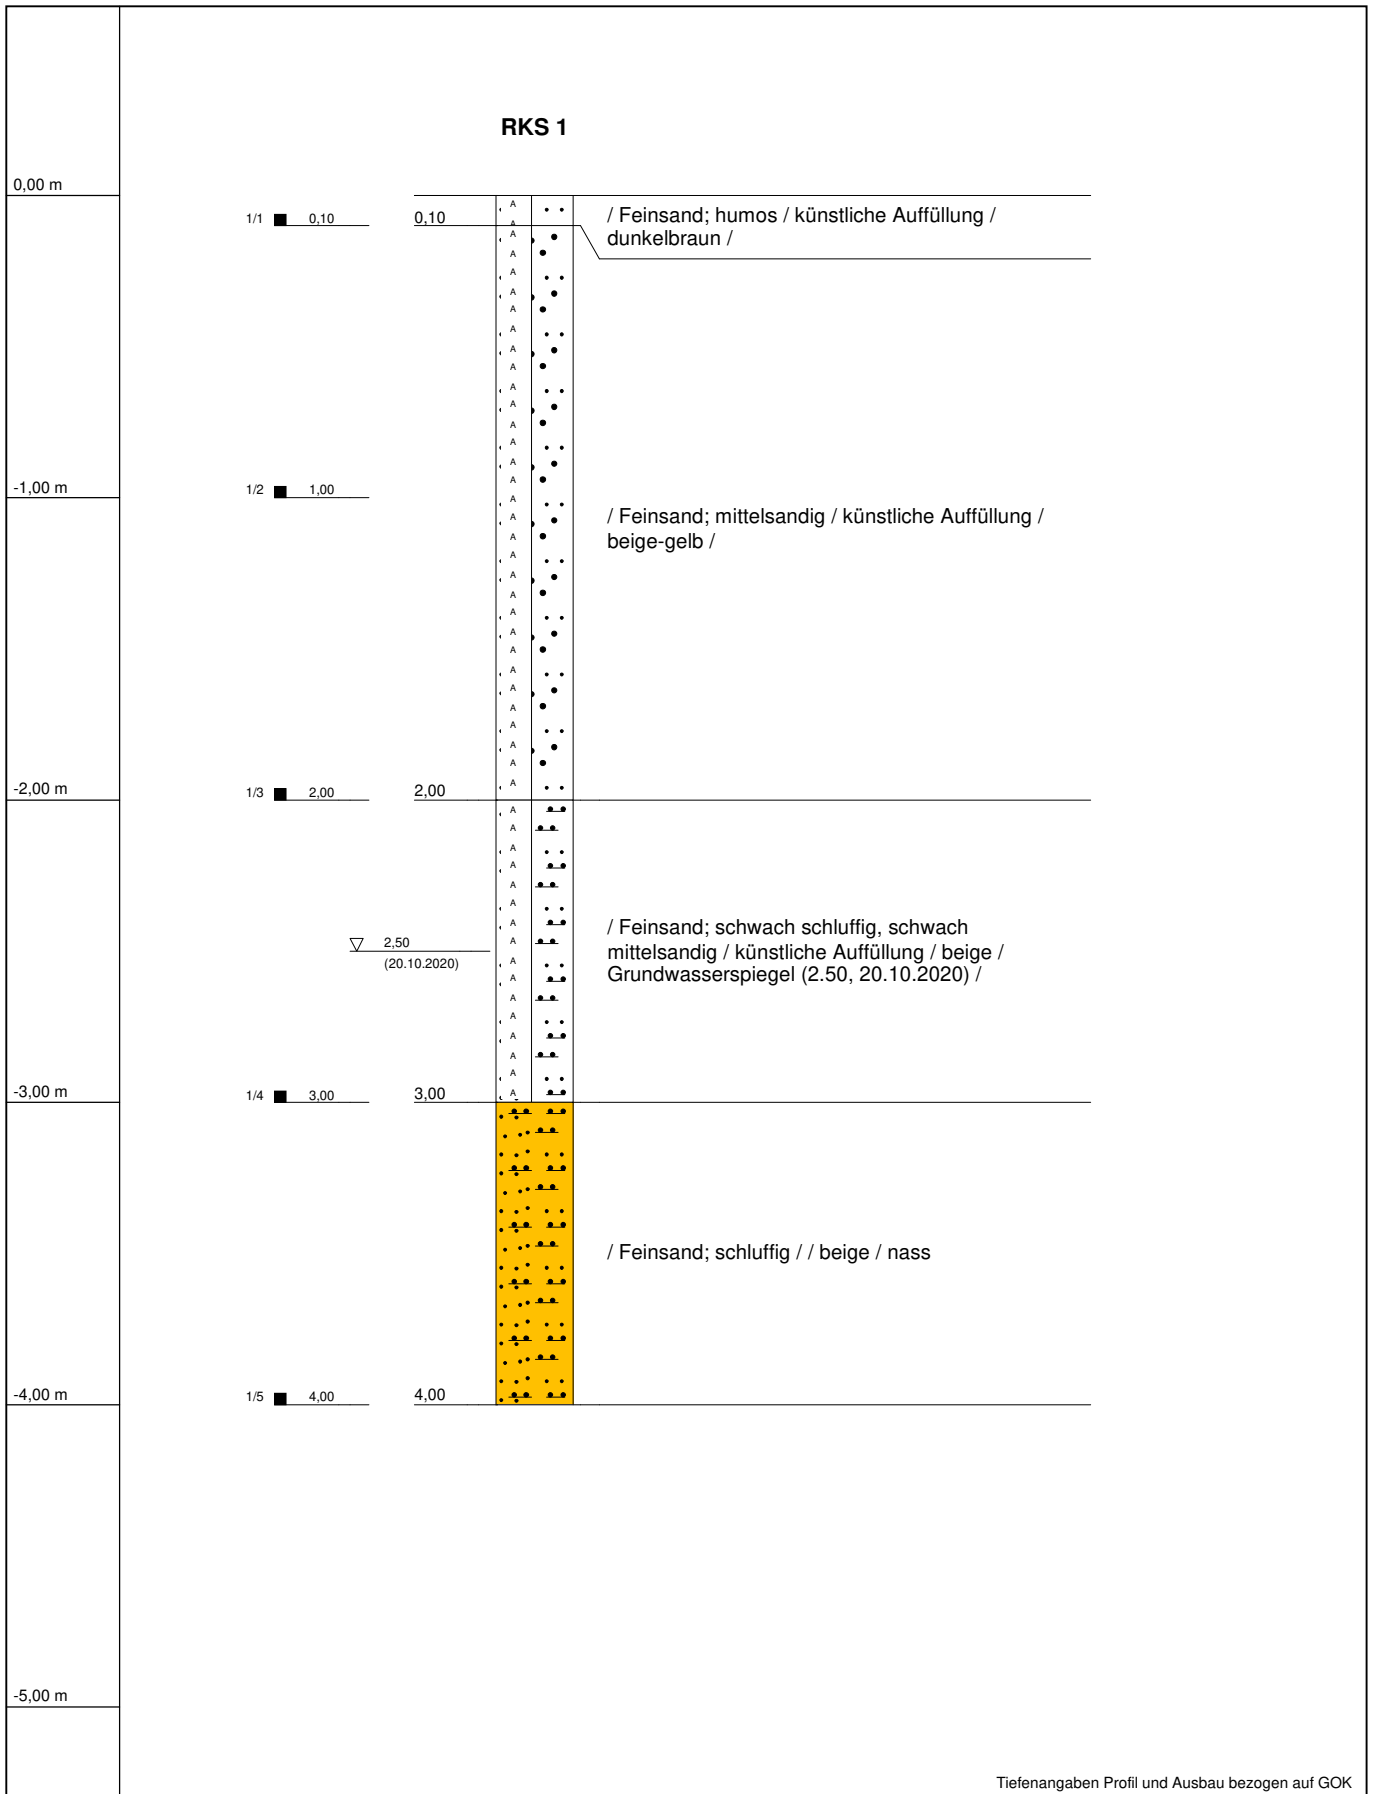 RKS 1
0,00 m
1/1 0,10 0,10
/ Feinsand; humos / künstliche Auffüllung /
dunkelbraun /
-1,00 m
1/2 1,00
/ Feinsand; mittelsandig / künstliche Auffüllung /
beige-gelb /
-2,00 m
1/3 2,00 2,00
/ Feinsand; schwach schluffig, schwach
mittelsandig / künstliche Auffüllung / beige /
Grundwasserspiegel (2.50, 20.10.2020) /
2,50
(20.10.2020)
-3,00 m
1/4 3,00 3,00
/ Feinsand; schluffig / / beige / nass
-4,00 m
1/5 4,00 4,00
-5,00 m
Tiefenangaben Profil und Ausbau bezogen auf GOK